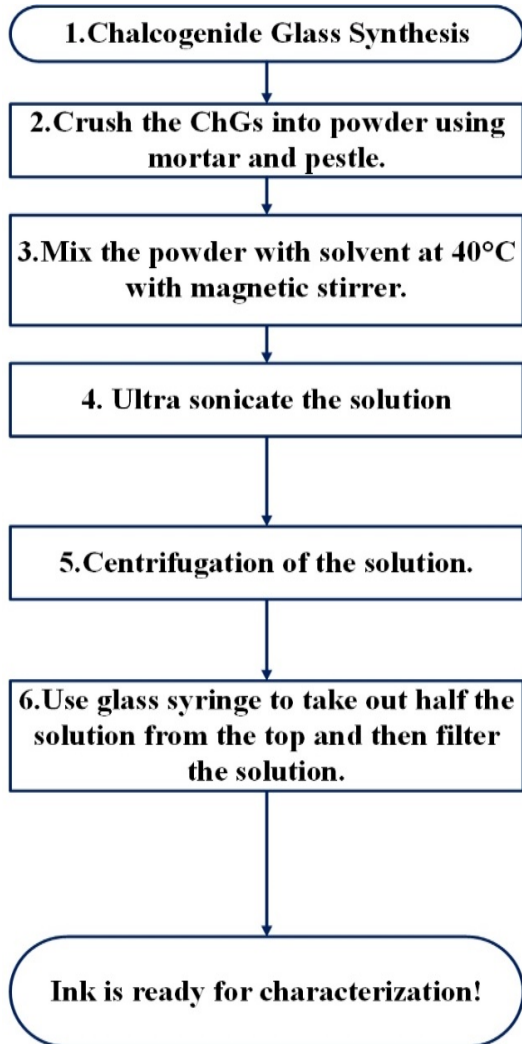 1.Chalcogenide Glass Synthesis
2.Crush the ChGs into powder using
mortar and pestle.
3.Mix the powder with solvent at 40°C
with magnetic stirrer.
4. Ultra sonicate the solution
5.Centrifugation of the solution.
6.Use glass syringe to take out half the
solution from the top and then filter
the solution.
Ink is ready for characterization!